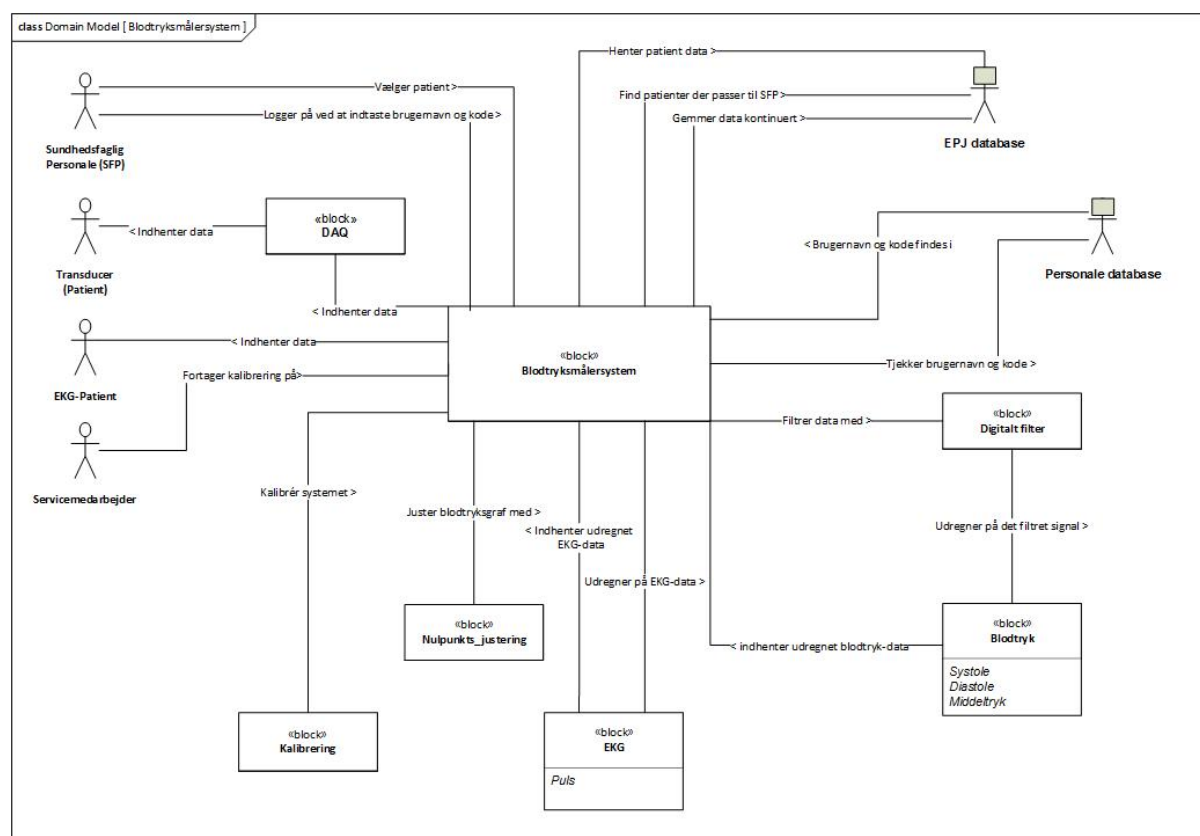 class Domain Model [ Blodtryksmålersystem ]
Henter patient data >
Vælger patient >
Find patienter der passer til SFP>
Logger på ved at indtaste brugernavn og kode >
Gemmer data kontinuert >
EPJ database
Sundhedsfaglig
Personale (SFP)
«block»
DAQ
< Indhenter data
Transducer
(Patient)
< Brugernavn og kode findes i
Personale database
< Indhenter data
< Indhenter data
«block»
Blodtryksmålersystem
Tjekker brugernavn og kode >
Fortager kalibrering på>
EKG-Patient
Filtrer data med >
«block»
Digitalt filter
Servicemedarbejder
Kalibrér systemet >
Juster blodtryksgraf med >
< Indhenter udregnet
EKG-data
Udregner på det filtret signal >
Udregner på EKG-data >
«block»
Nulpunkts_justering
«block»
Blodtryk
< indhenter udregnet blodtryk-data
Systole
Diastole
Middeltryk
«block»
Kalibrering
«block»
EKG
Puls